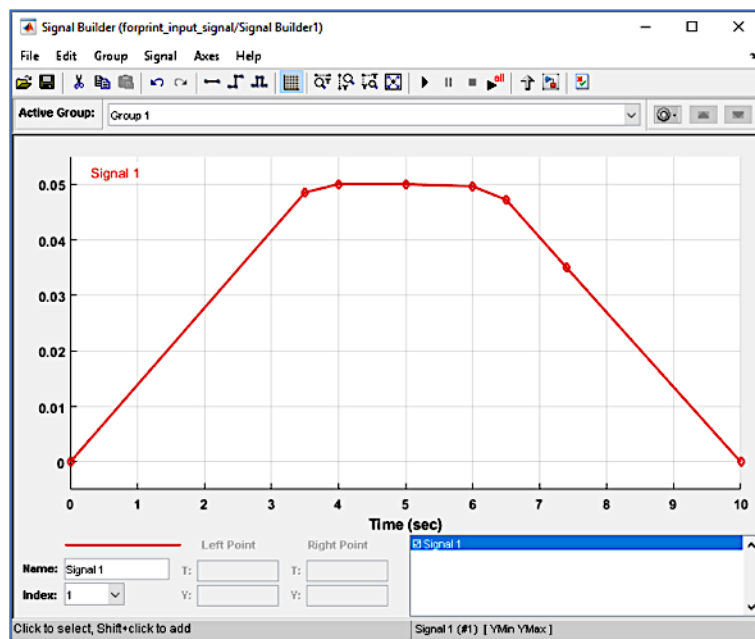 Signal Builder (forprint_input_signal/Signal Builder1)
File Edit Group Signal Axes Help
all
Active Group: Group 1
Signal 1
0.05
0.04
0.03
0.02
0.01
0
0 1 2 3 4 5 6 7 8 9 10
Time (sec)
Left Point Right Point
Signal 1
Name: Signal 1 T: T:
Index: 1 Y: Y:
Click to select, Shift+click to add Signal 1 (#1) [ YMin YMax ]